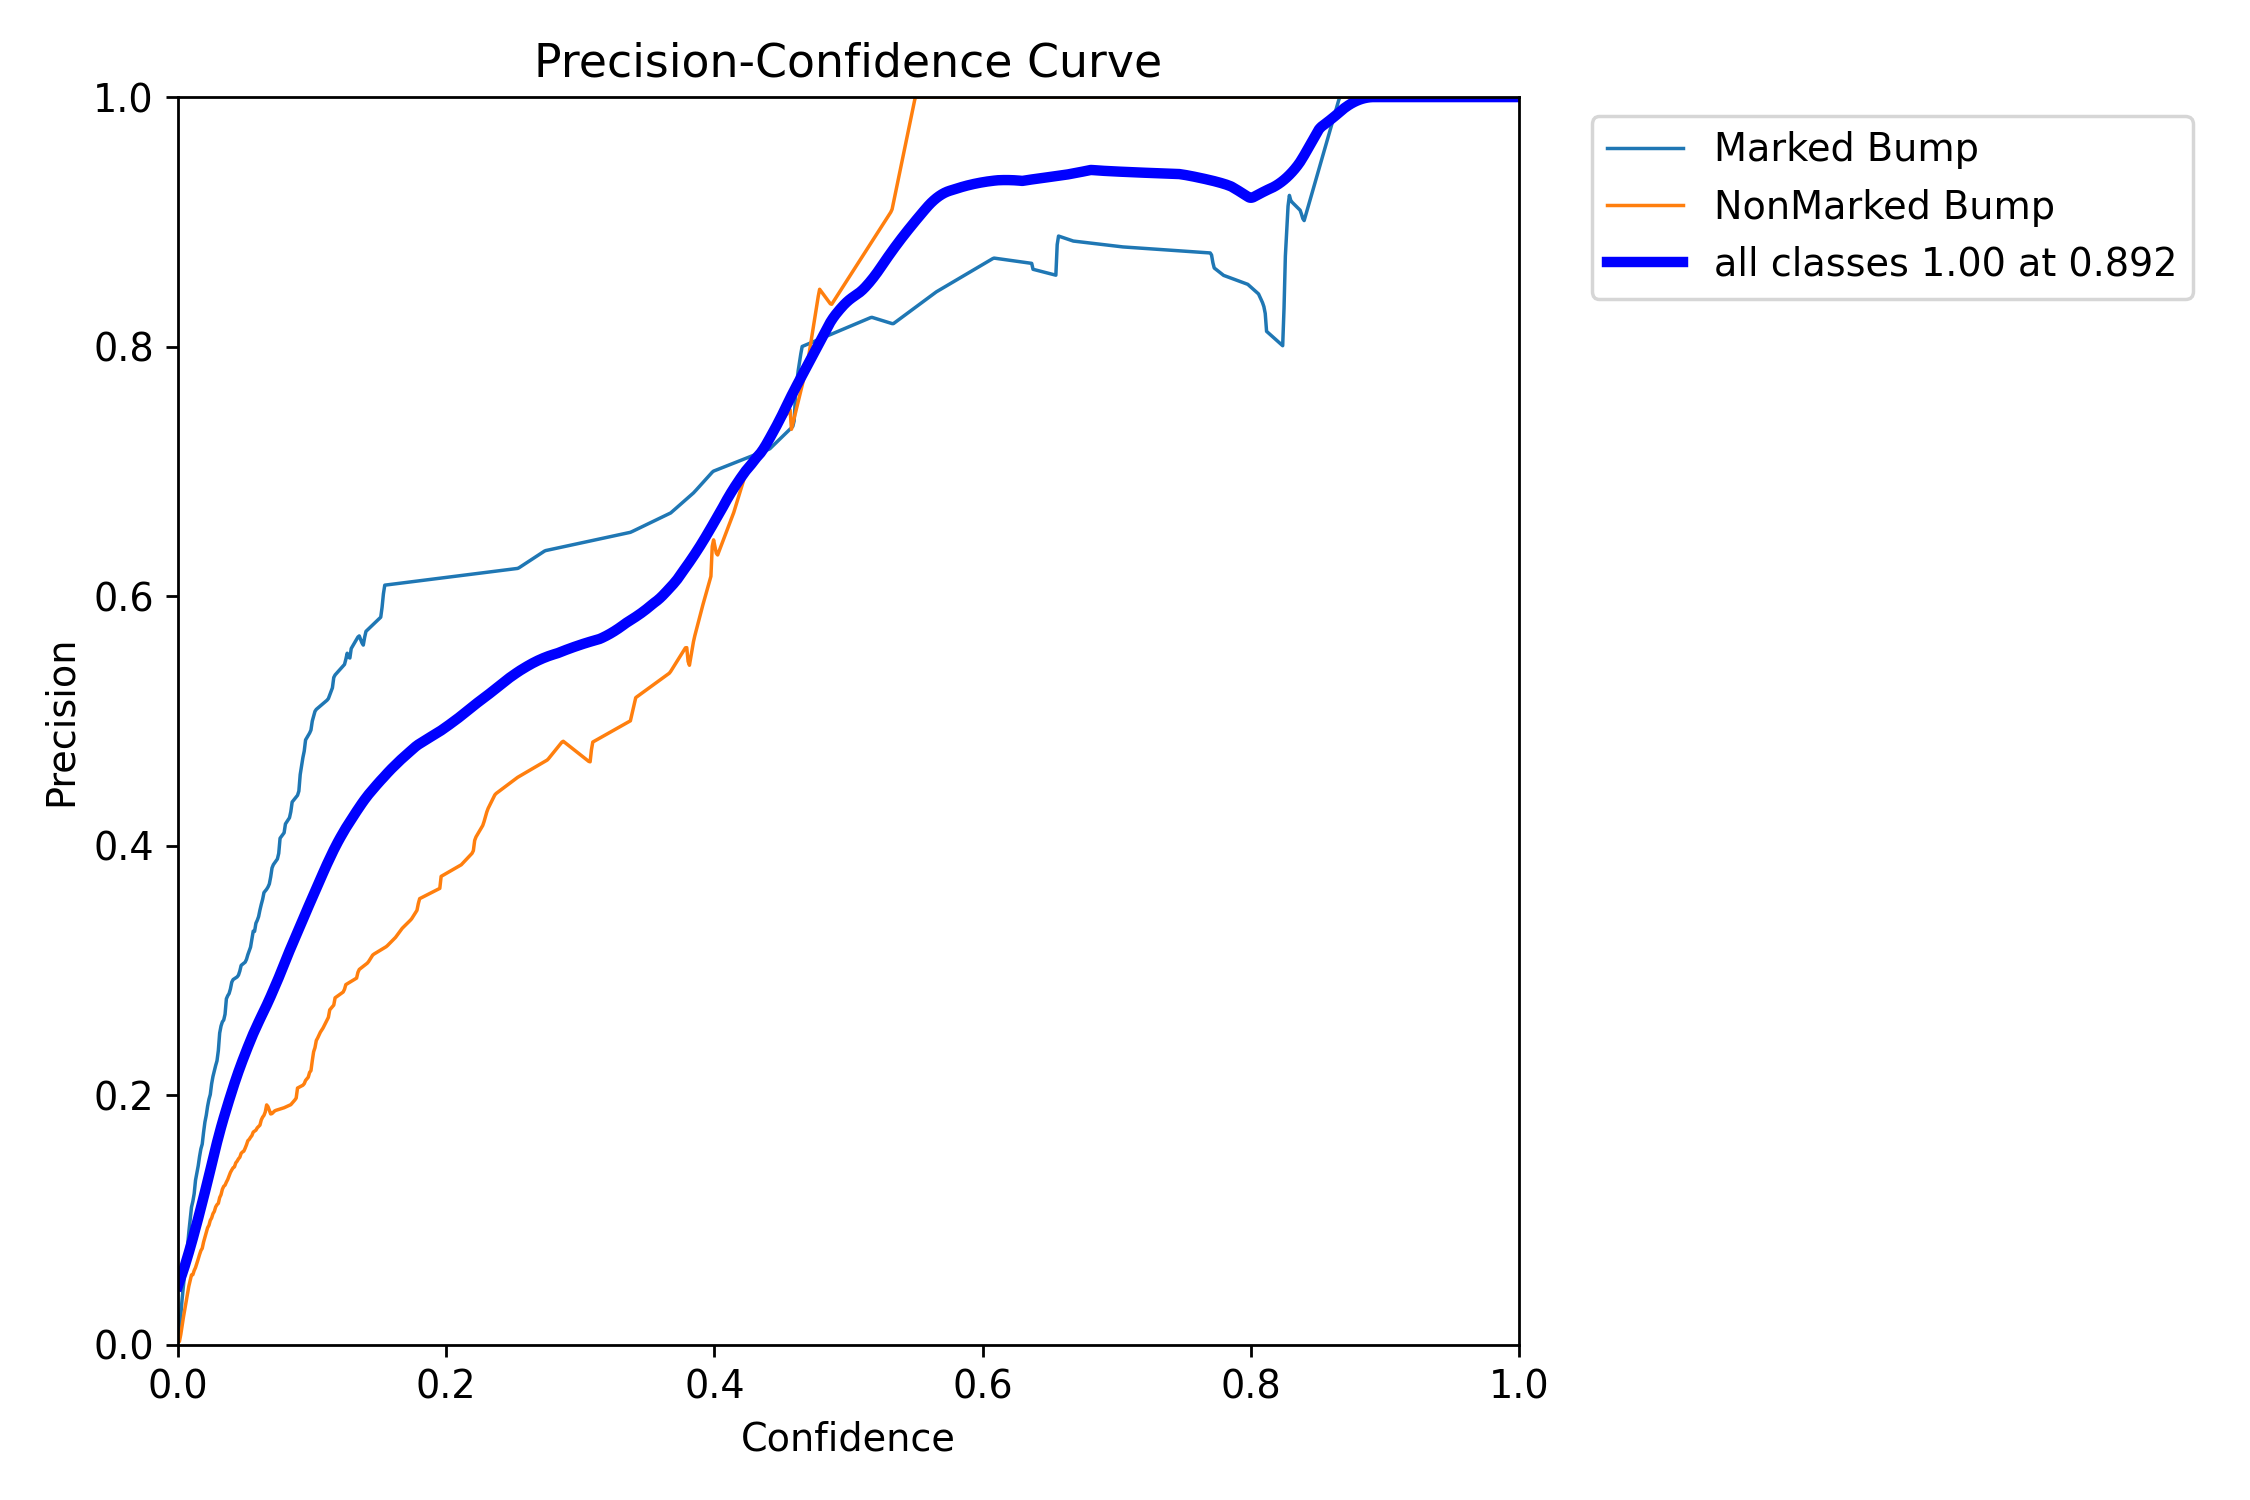 Precision-Confidence Curve
1.0
0.8
0.6
0.4
0.2
0.0
Precision
0.0 0.2 0.4 0.6 0.8 1.0
Confidence
Marked Bump
NonMarked Bump
all classes 1.00 at 0.892